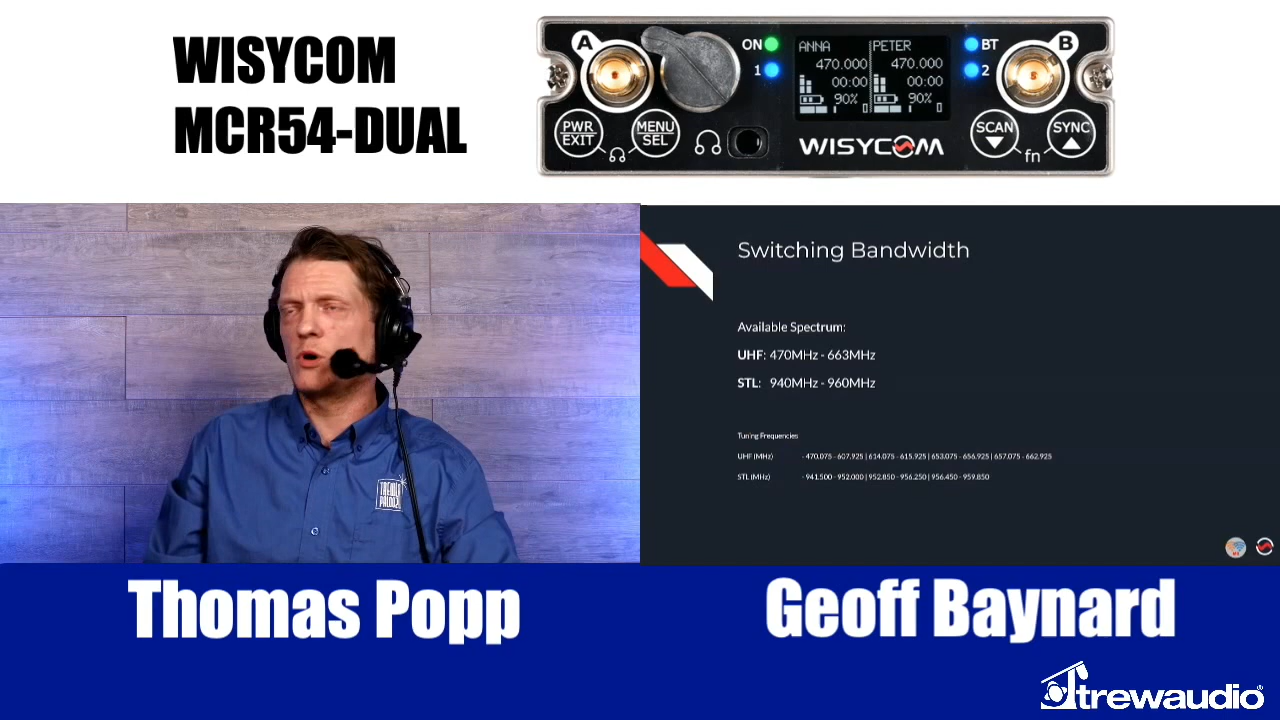 WISYCOM
MCR54-DUAL
A
ON
1
ANNA PETER
470.000 470.000
00:00 00:00
90% 90%
BT
2
B
PWR
EXIT
MENU
SEL
WISYCOM
SCAN
SYNC
fn
Switching Bandwidth
Available Spectrum:
UHF: 470MHz - 663MHz
STL: 940MHz - 960MHz
Tuning Frequencies
UHF (MHz) - 470.075 - 607.925 | 614.075 - 615.925 | 653.075 - 656.925 | 657.075 - 662.925
STL (MHz) - 941.500 - 952.000 | 952.850 - 956.250 | 956.450 - 959.850
Thomas Popp
Geoff Baynard
trewaudio